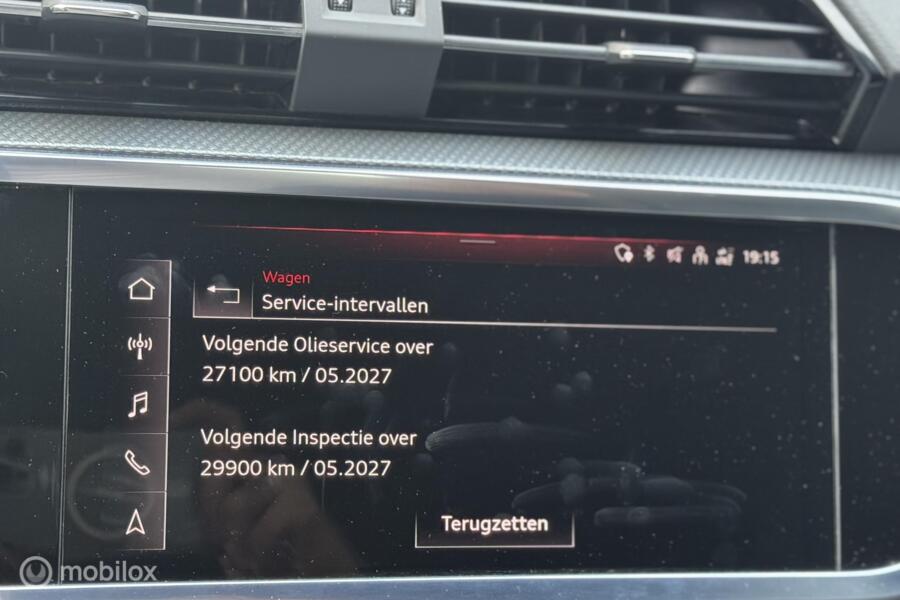 19:15
Wagen
Service-intervallen
Volgende Olieservice over
27100 km / 05.2027
Volgende Inspectie over
29900 km / 05.2027
Terugzetten
mobilox